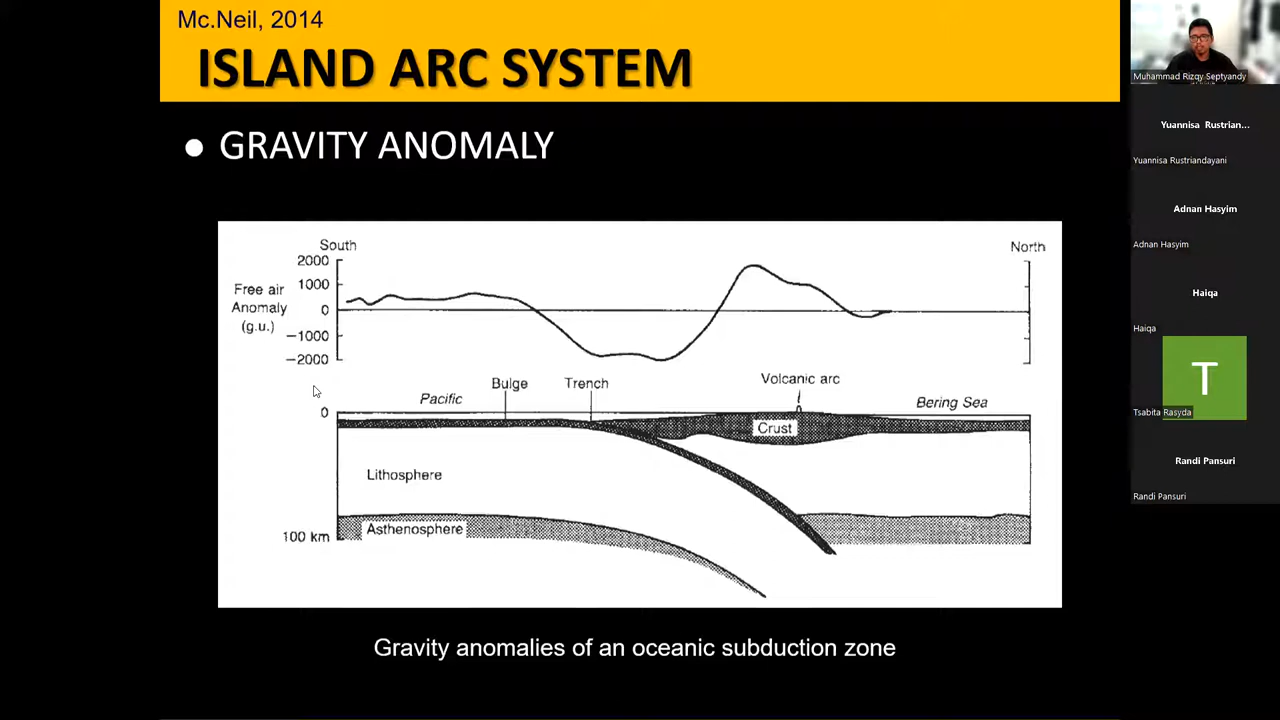 Mc.Neil, 2014
ISLAND ARC SYSTEM
● GRAVITY ANOMALY
South
North
2000
1000
0
−1000
−2000
Free air
Anomaly
(g.u.)
Bulge
Trench
Volcanic arc
Pacific
Bering Sea
0
Crust
Lithosphere
Asthenosphere
100 km
Gravity anomalies of an oceanic subduction zone
Muhammad Rizqy Septyandy
Yuannisa Rustrian...
Yuannisa Rustriandayani
Adnan Hasyim
Adnan Hasyim
Haiqa
Haiqa
T
Tsabita Rasyda
Randi Pansuri
Randi Pansuri